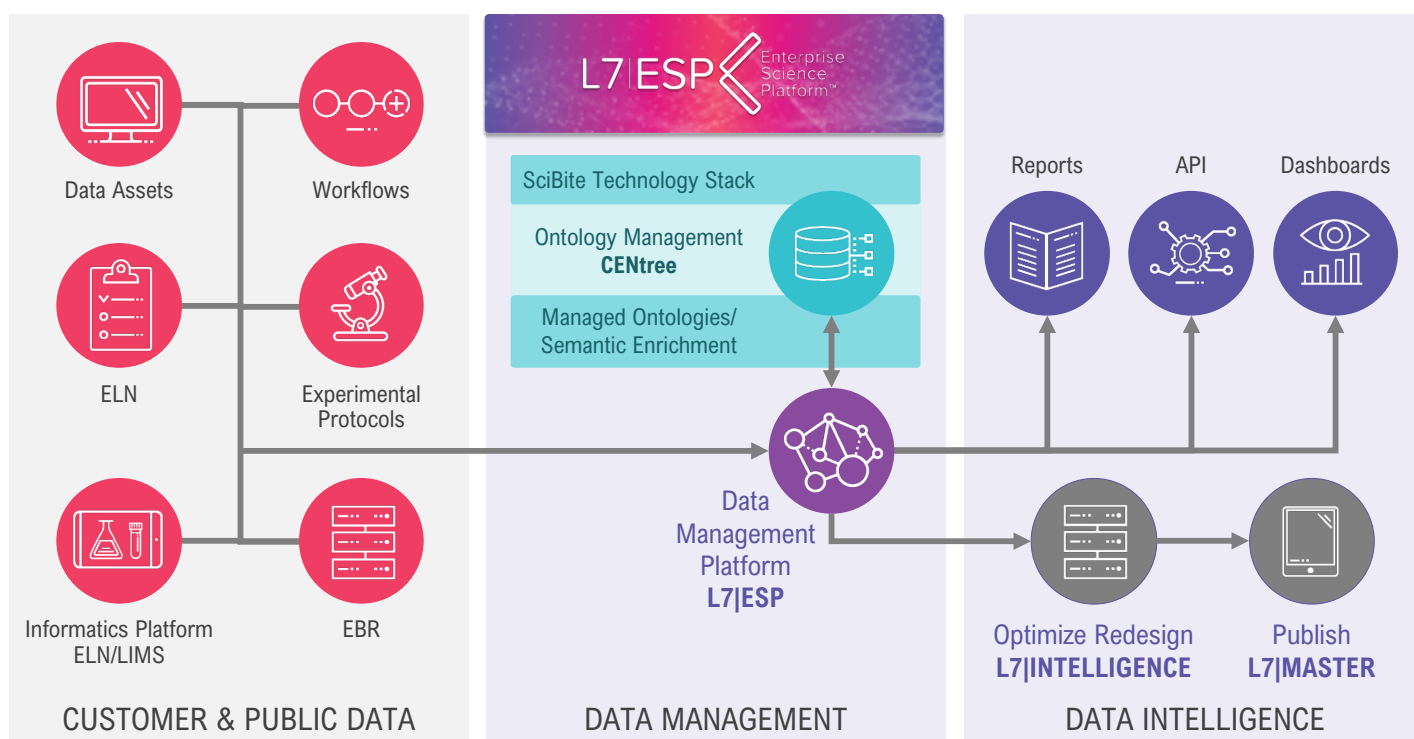 L7|ESP
Enterprise
Science
Platform™
Data Assets
Workflows
ELN
Experimental
Protocols
Informatics Platform
ELN/LIMS
EBR
CUSTOMER & PUBLIC DATA
SciBite Technology Stack
Ontology Management
CENtree
Managed Ontologies/
Semantic Enrichment
Data
Management
Platform
L7|ESP
DATA MANAGEMENT
Reports
API
Dashboards
Optimize Redesign
L7|INTELLIGENCE
Publish
L7|MASTER
DATA INTELLIGENCE